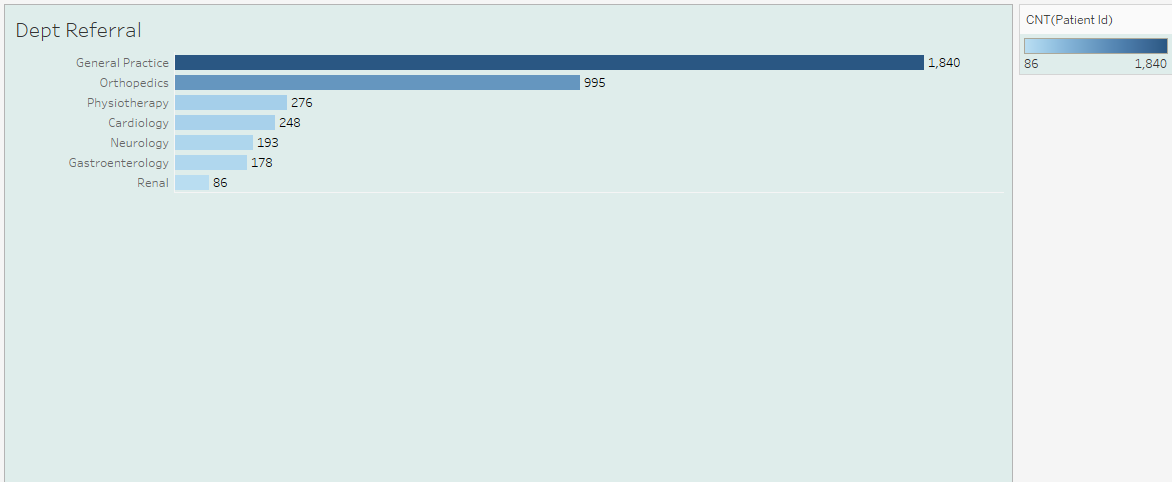 Dept Referral
General Practice 1,840
Orthopedics 995
Physiotherapy 276
Cardiology 248
Neurology 193
Gastroenterology 178
Renal 86
CNT(Patient Id)
86 1,840